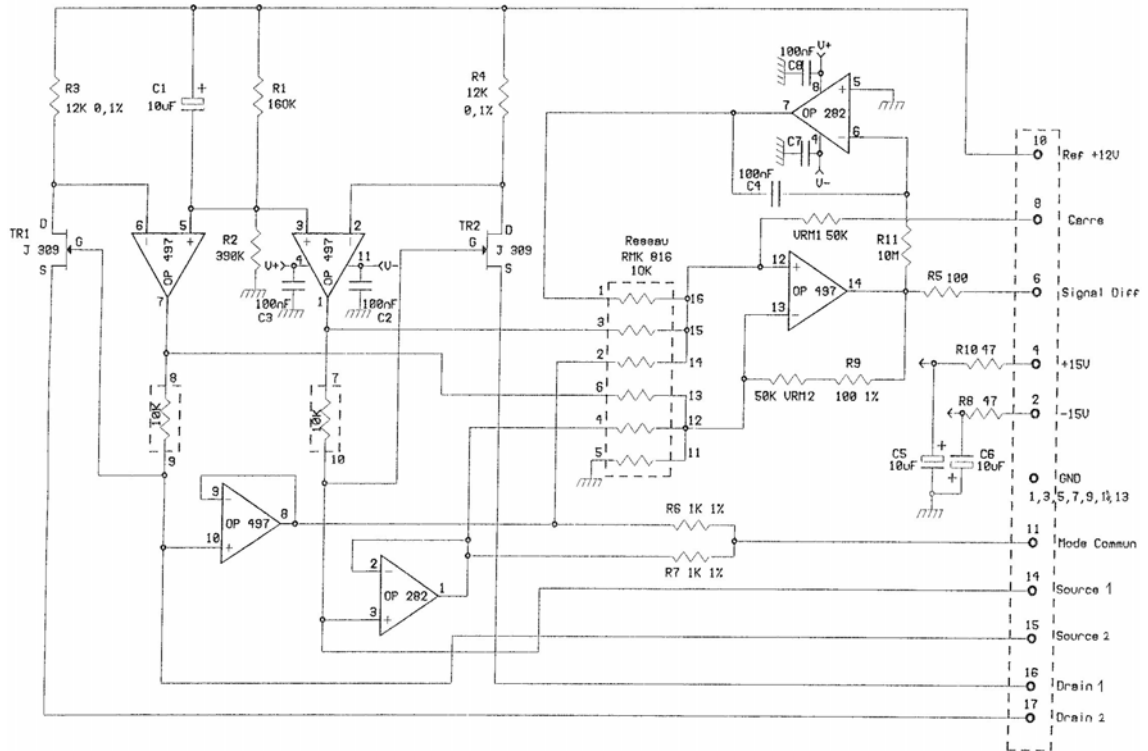 R3
12K 0,1%
C1
+
10uF
R1
160K
R4
12K
0,1%
100nF
V+
C8
8
+
5
7
OP 282
4
-
6
C7
V-
100nF
C4
10
Ref +12V
8
Carre
VRM1 50K
R11
10M
R5 100
6
Signal Diff
TR1
D
G
J 309
S
6
5
-
+
OP 497
7
R2
390K
3
2
+
-
OP 497
V+
4
11
V-
1
100nF
C3
100nF
C2
TR2
D
G
J 309
S
Reseau
RMK 816
10K
1
16
3
15
2
14
6
13
4
12
5
11
12
+
OP 497
14
13
-
50K VRM2
R9
100 1%
R10 47
4
+15V
R8 47
2
-15V
C5
10uF
+
C6
10uF
+
GND
8
10K
9
7
10K
10
9
-
OP 497
8
10
+
2
-
OP 282
1
3
+
R6 1K 1%
R7 1K 1%
11
Mode Commun
14
Source 1
15
Source 2
16
Drain 1
17
Drain 2